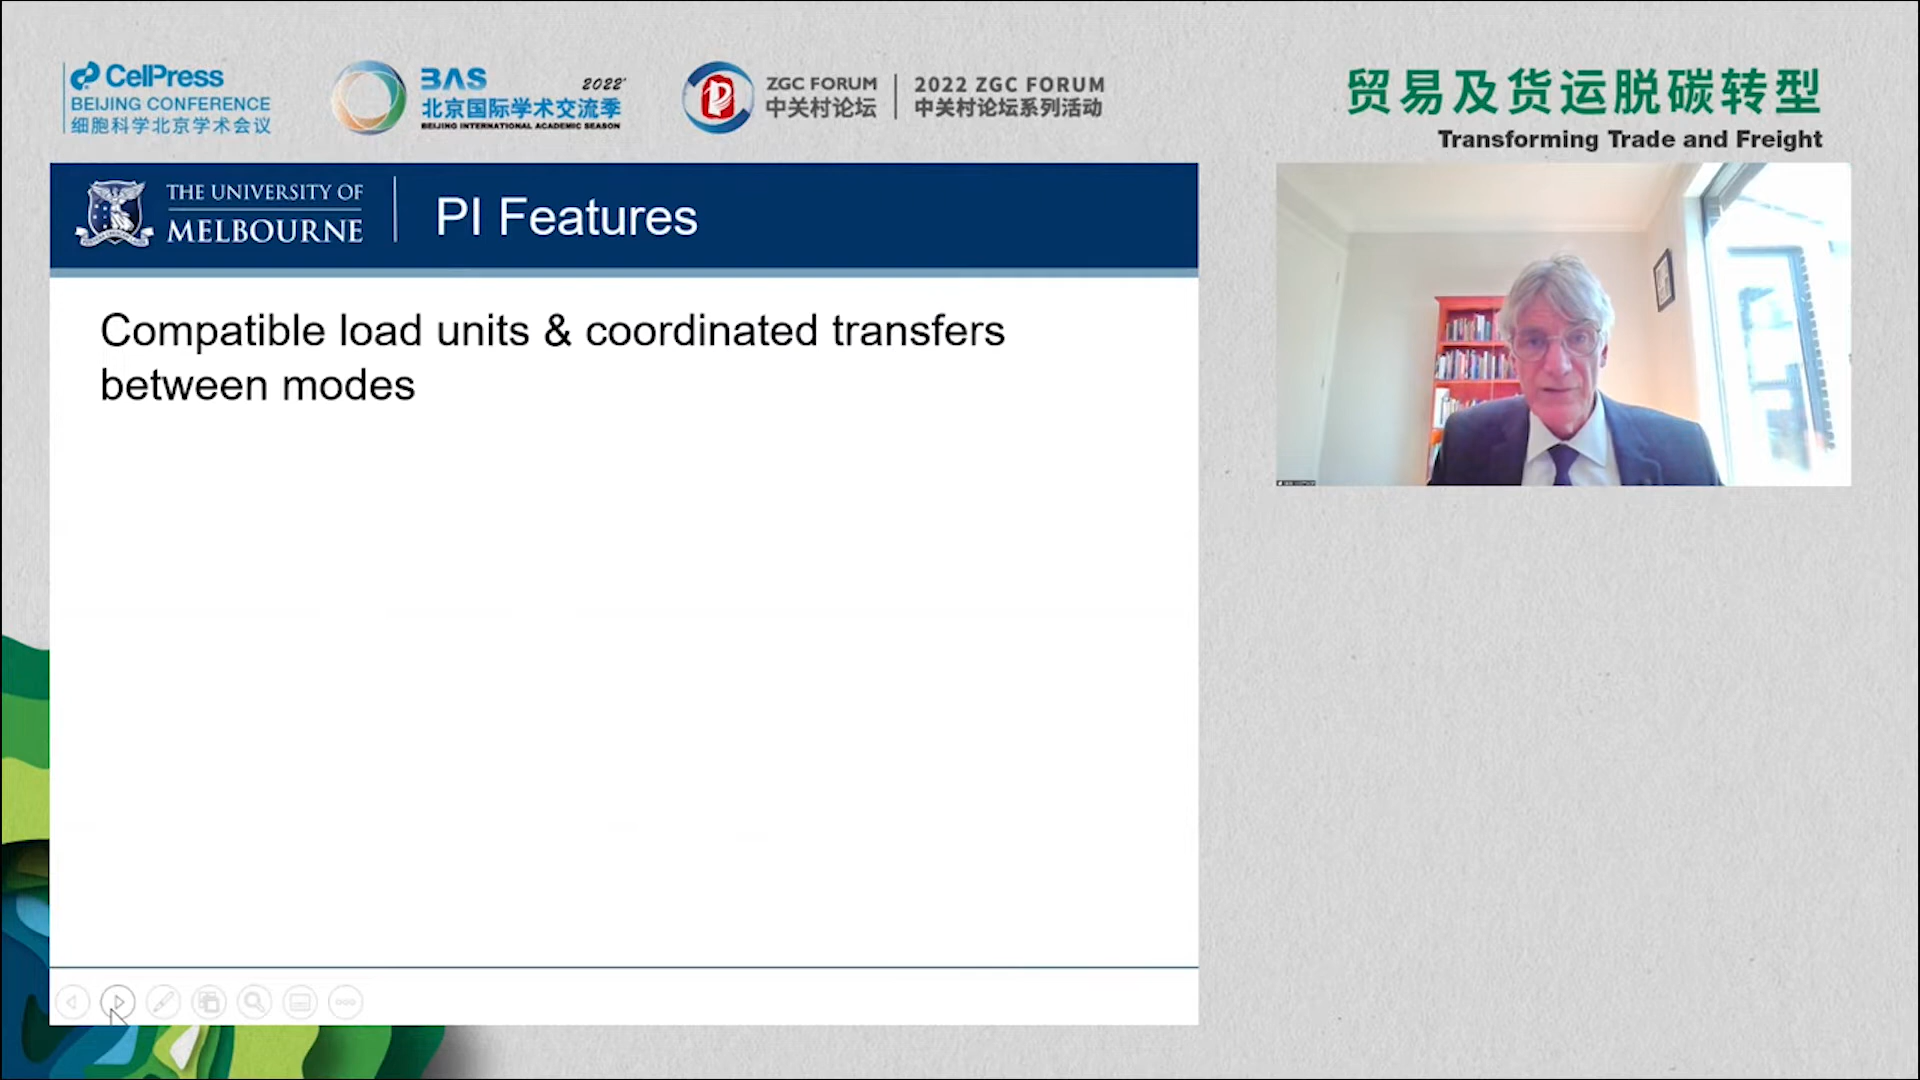 CellPress
BEIJING CONFERENCE
细胞科学北京学术会议
BAS 2022
北京国际学术交流季
BEIJING INTERNATIONAL ACADEMIC SEASON
ZGC FORUM
中关村论坛
2022 ZGC FORUM
中关村论坛系列活动
贸易及货运脱碳转型
Transforming Trade and Freight
THE UNIVERSITY OF
MELBOURNE
PI Features
Compatible load units & coordinated transfers
between modes